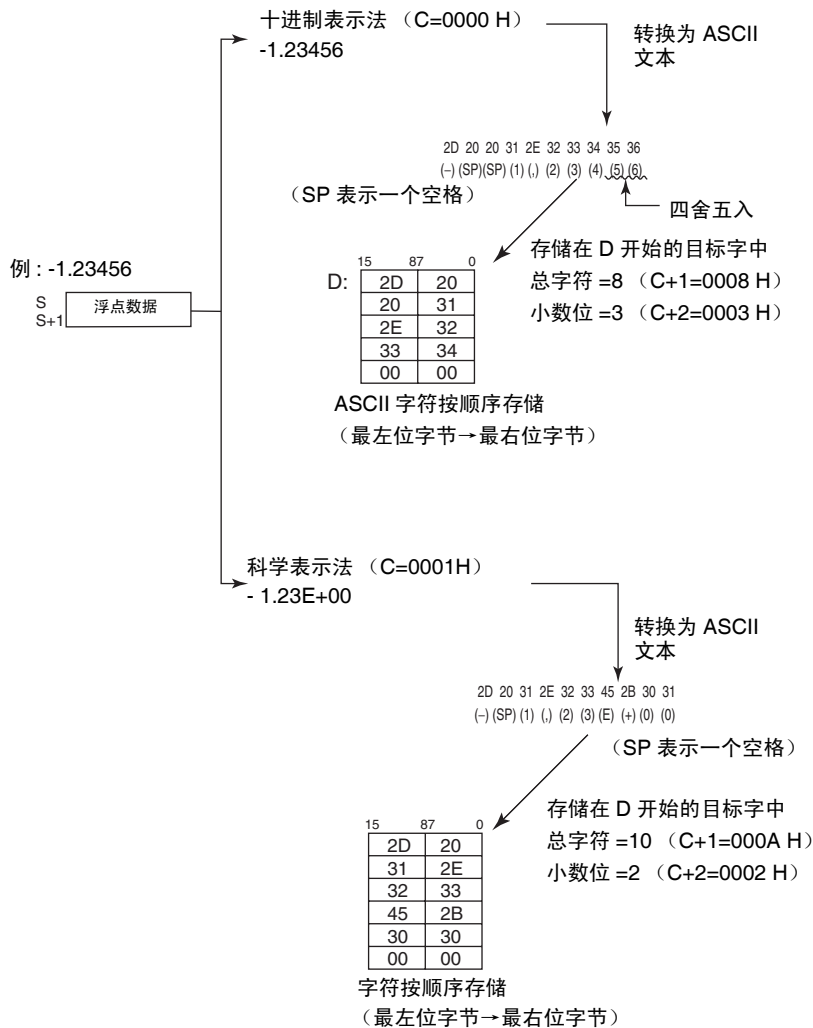 十进制表示法 （C=0000 H）
-1.23456
转换为 ASCII
文本
2D 20 20 31 2E 32 33 34 35 36
(–) (SP)(SP) (1) (,) (2) (3) (4) (5) (6)
（SP 表示一个空格）
四舍五入
例 : -1.23456
S
S+1
浮点数据
存储在 D 开始的目标字中
总字符 =8 （C+1=0008 H）
小数位 =3 （C+2=0003 H）
15 87 0
D: 2D 20
20 31
2E 32
33 34
00 00
ASCII 字符按顺序存储
（最左位字节→最右位字节）
科学表示法 （C=0001H）
- 1.23E+00
转换为 ASCII
文本
2D 20 31 2E 32 33 45 2B 30 31
(–) (SP) (1) (,) (2) (3) (E) (+) (0) (0)
（SP 表示一个空格）
存储在 D 开始的目标字中
总字符 =10 （C+1=000A H）
小数位 =2 （C+2=0002 H）
15 87 0
2D 20
31 2E
32 33
45 2B
30 30
00 00
字符按顺序存储
（最左位字节→最右位字节）